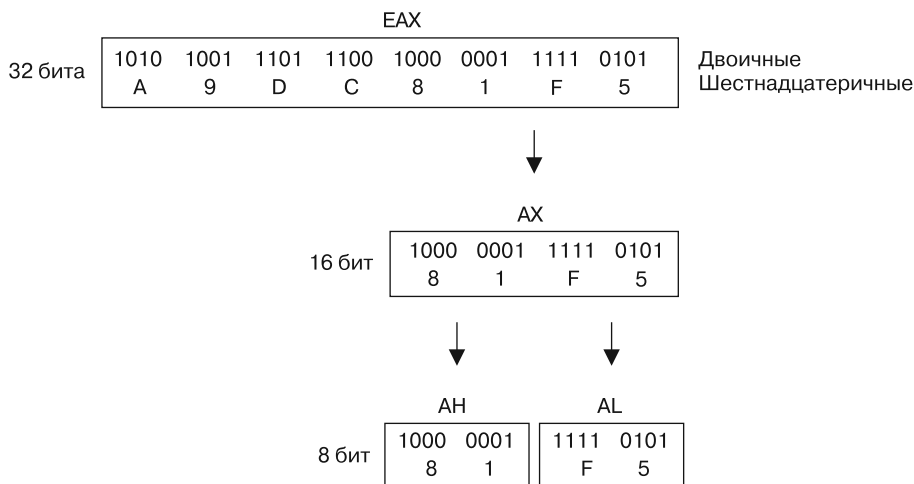 EAX
32 бита
1010 1001 1101 1100 1000 0001 1111 0101
A 9 D C 8 1 F 5
Двоичные
Шестнадцатеричные
AX
16 бит
1000 0001 1111 0101
8 1 F 5
AH
AL
8 бит
1000 0001
8 1
1111 0101
F 5